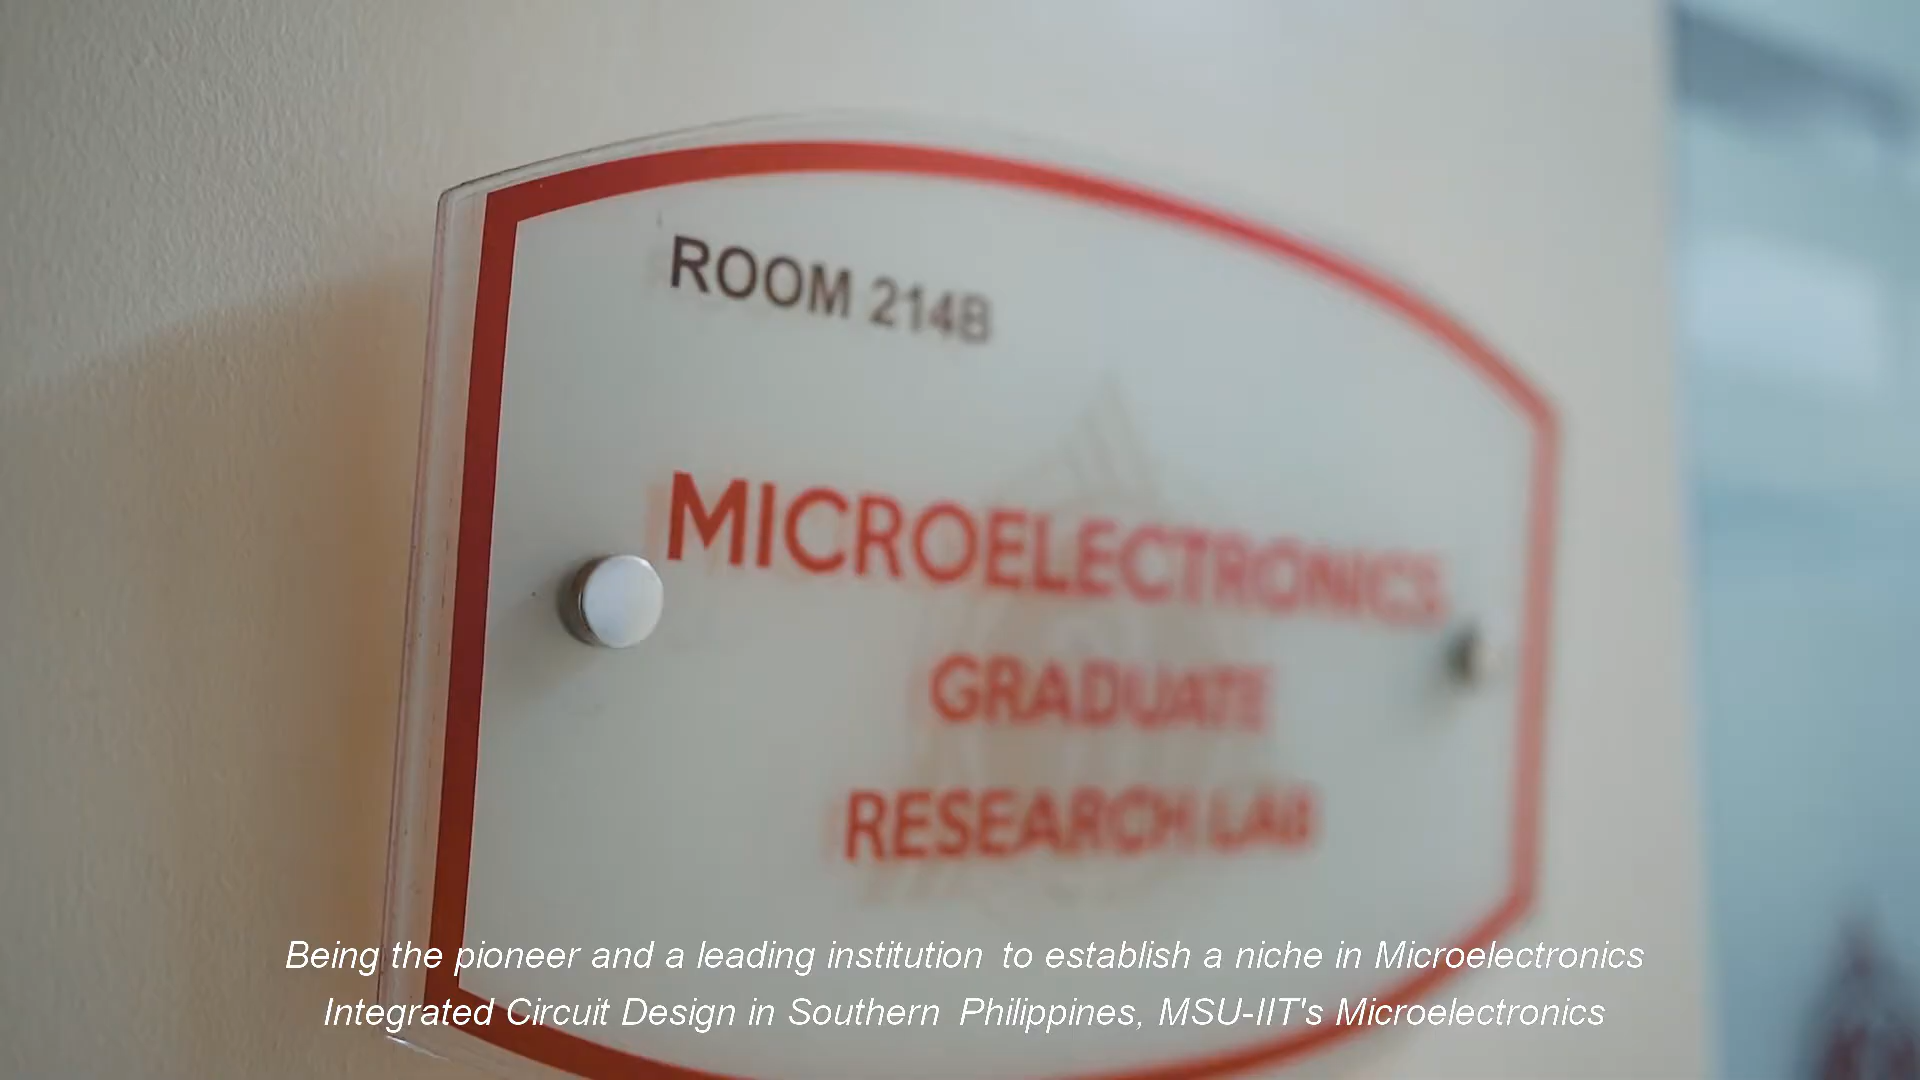 ROOM 214B
MICROELECTRONICS
GRADUATE
RESEARCH LAB
Being the pioneer and a leading institution to establish a niche in Microelectronics
Integrated Circuit Design in Southern Philippines, MSU-IIT's Microelectronics